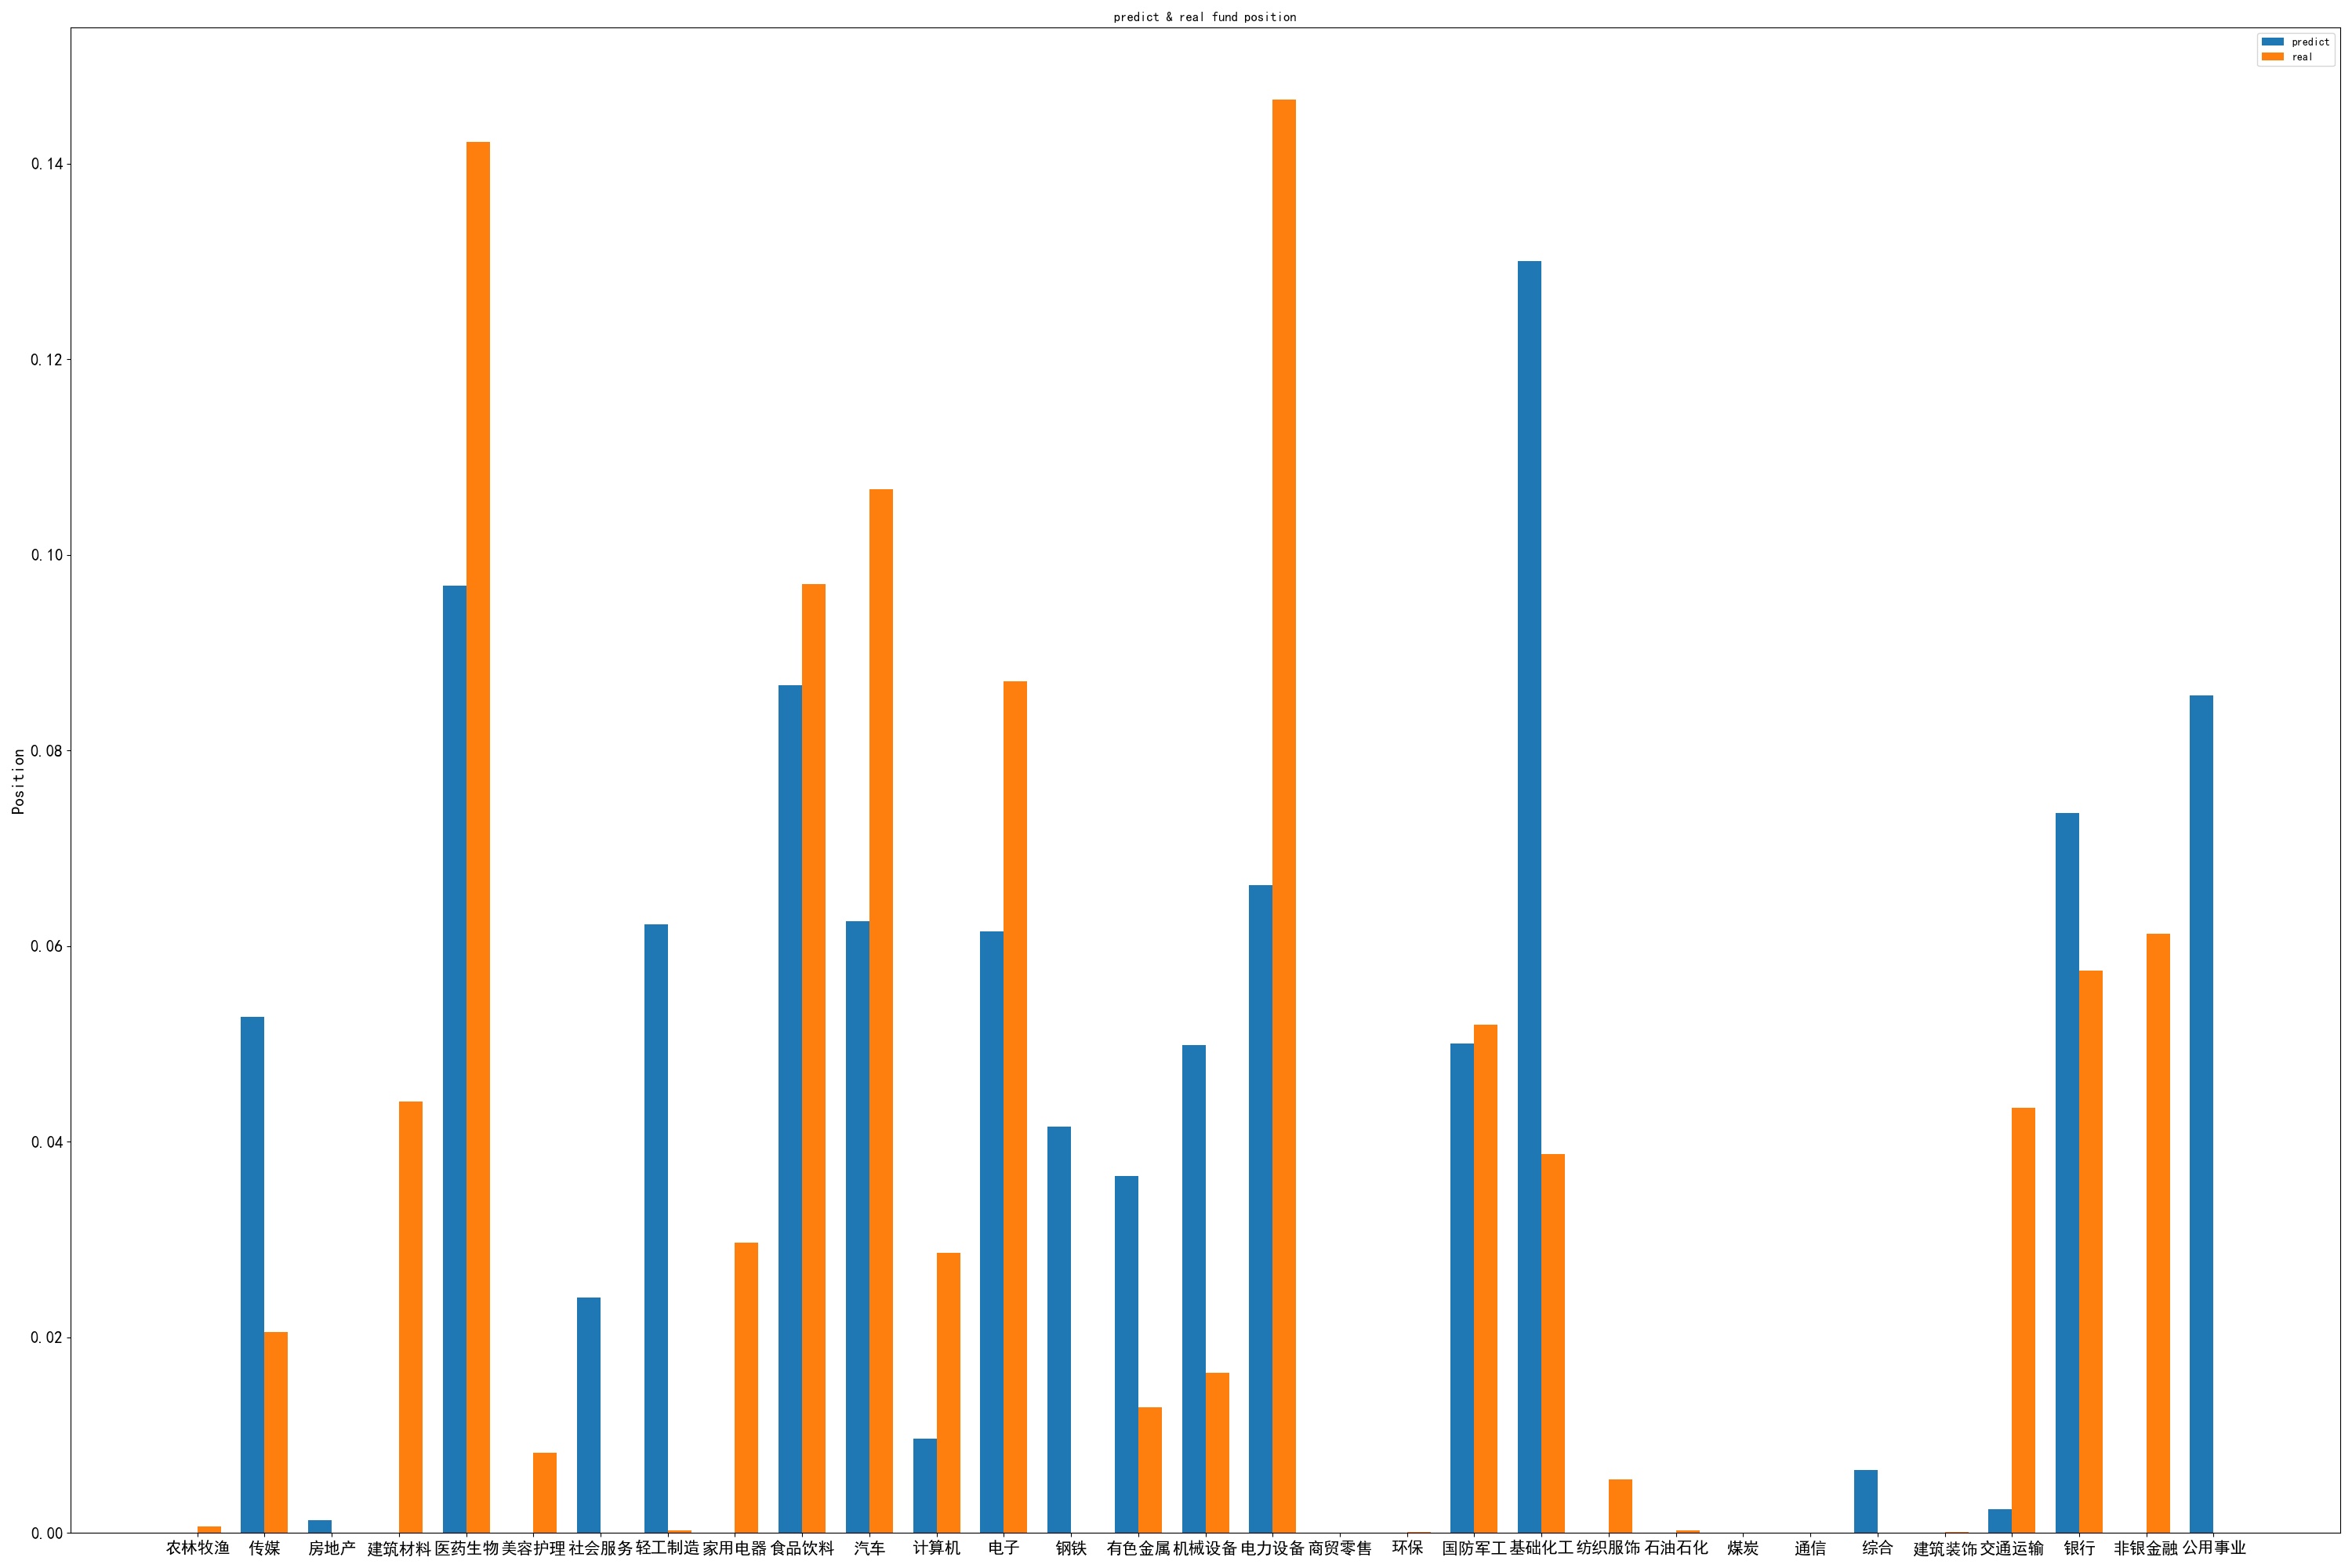 predict & real fund position
predict
real
0.14
0.12
0.10
0.08
0.06
0.04
0.02
0.00
Position
农林牧渔 传媒 房地产 建筑材料 医药生物 美容护理 社会服务 轻工制造 家用电器 食品饮料 汽车 计算机 电子 钢铁 有色金属 机械设备 电力设备 商贸零售 环保 国防军工 基础化工 纺织服饰 石油石化 煤炭 通信 综合 建筑装饰 交通运输 银行 非银金融 公用事业